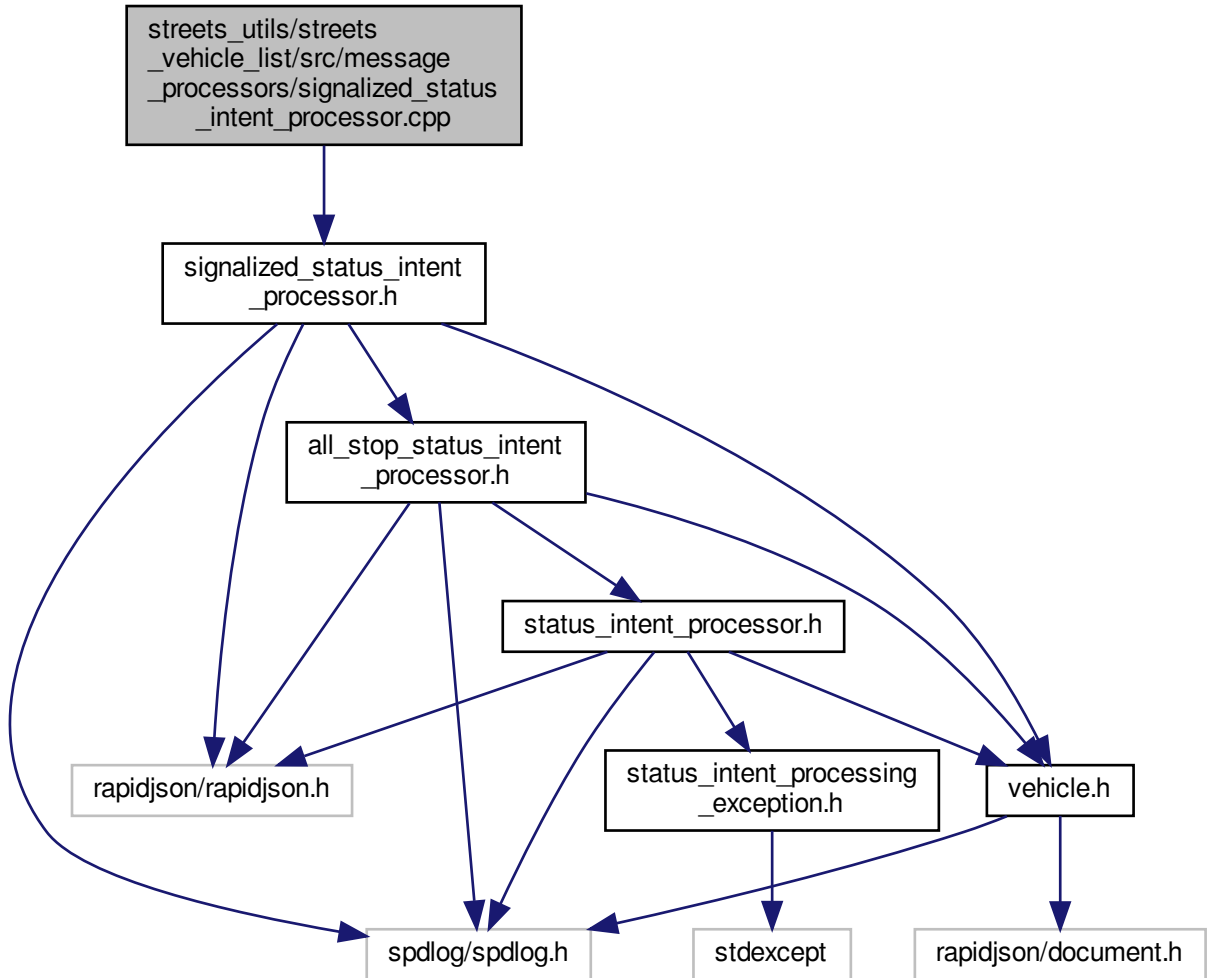 streets_utils/streets
_vehicle_list/src/message
_processors/signalized_status
_intent_processor.cpp
signalized_status_intent
_processor.h
all_stop_status_intent
_processor.h
status_intent_processor.h
rapidjson/rapidjson.h
status_intent_processing
_exception.h
vehicle.h
spdlog/spdlog.h
stdexcept
rapidjson/document.h